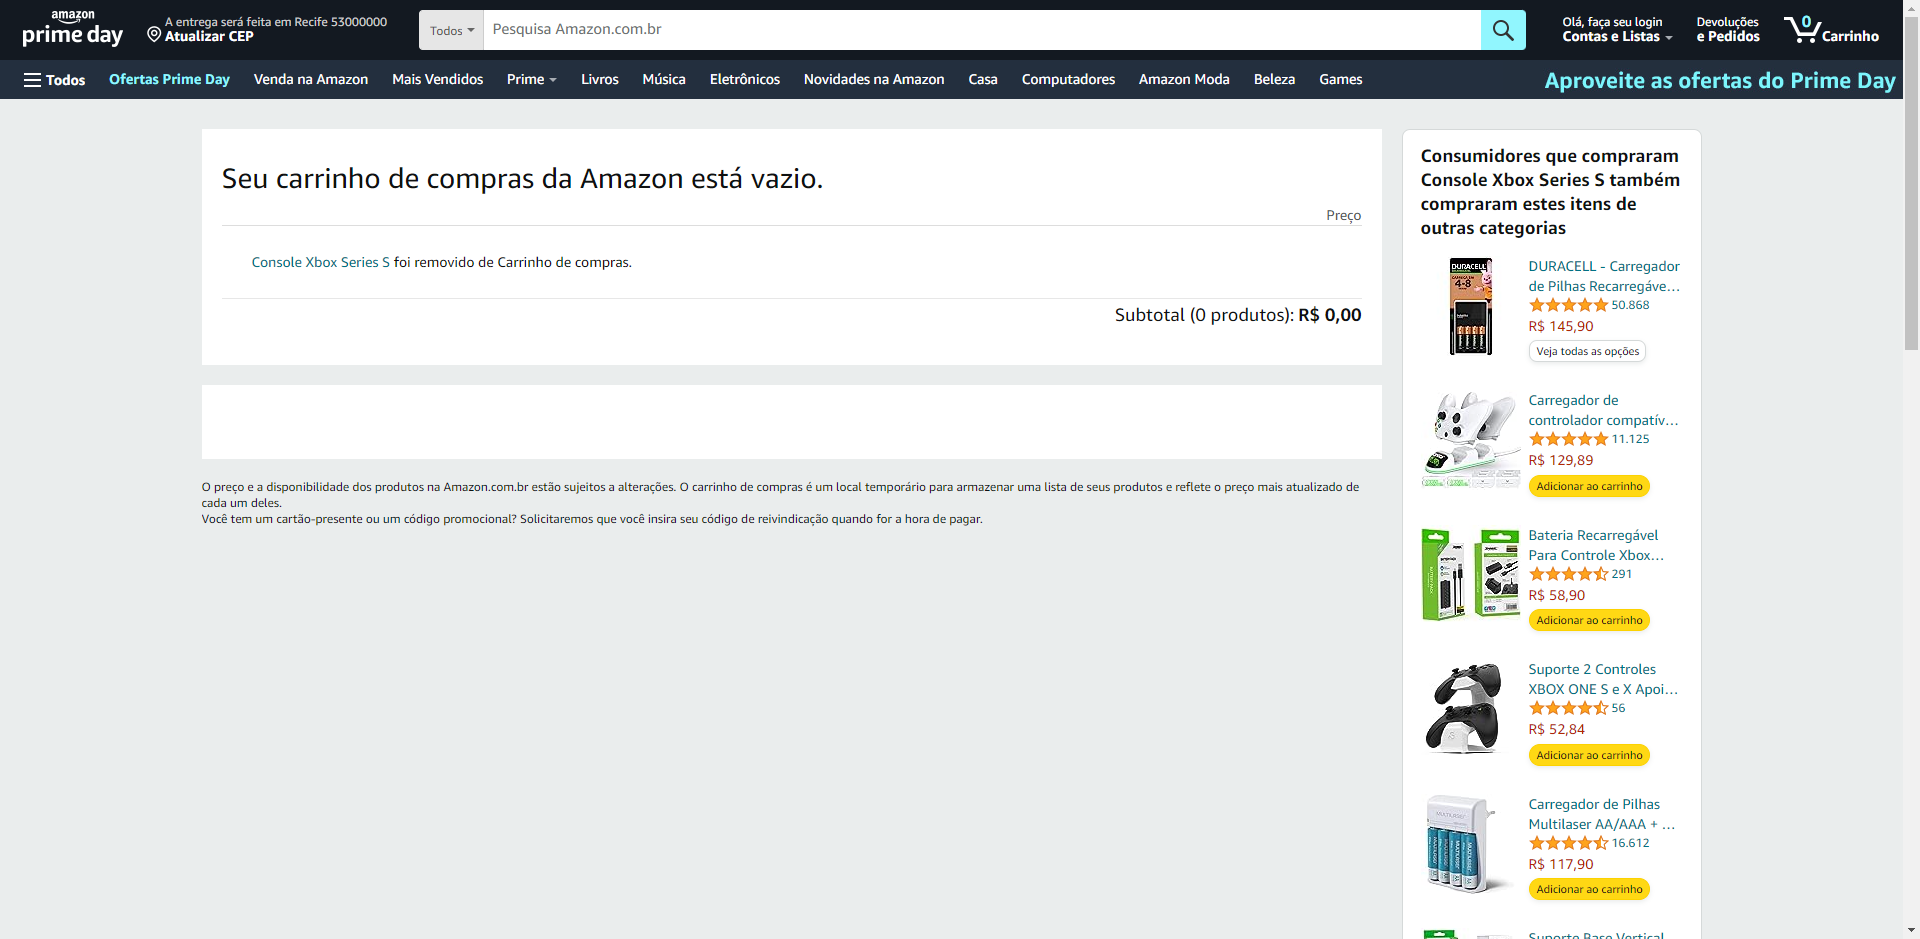 amazon
prime day
A entrega será feita em Recife 53000000
Atualizar CEP
Todos
Pesquisa Amazon.com.br
Olá, faça seu login
Contas e Listas
Devoluções
e Pedidos
0
Carrinho
Todos
Ofertas Prime Day
Venda na Amazon
Mais Vendidos
Prime
Livros
Música
Eletrônicos
Novidades na Amazon
Casa
Computadores
Amazon Moda
Beleza
Games
Aproveite as ofertas do Prime Day
Seu carrinho de compras da Amazon está vazio.
Preço
Console Xbox Series S foi removido de Carrinho de compras.
Subtotal (0 produtos): R$ 0,00
O preço e a disponibilidade dos produtos na Amazon.com.br estão sujeitos a alterações. O carrinho de compras é um local temporário para armazenar uma lista de seus produtos e reflete o preço mais atualizado de
cada um deles.
Você tem um cartão-presente ou um código promocional? Solicitaremos que você insira seu código de reivindicação quando for a hora de pagar.
Consumidores que compraram
Console Xbox Series S também
compraram estes itens de
outras categorias
DURACELL
4-8
DURACELL - Carregador
de Pilhas Recarregáve...
50.868
R$ 145,90
Veja todas as opções
Carregador de
controlador compatív...
11.125
R$ 129,89
Adicionar ao carrinho
Bateria Recarregável
Para Controle Xbox...
291
R$ 58,90
Adicionar ao carrinho
Suporte 2 Controles
XBOX ONE S e X Apoi...
56
R$ 52,84
Adicionar ao carrinho
MULTILASER
Carregador de Pilhas
Multilaser AA/AAA + ...
16.612
R$ 117,90
Adicionar ao carrinho
Suporte Base Vertical